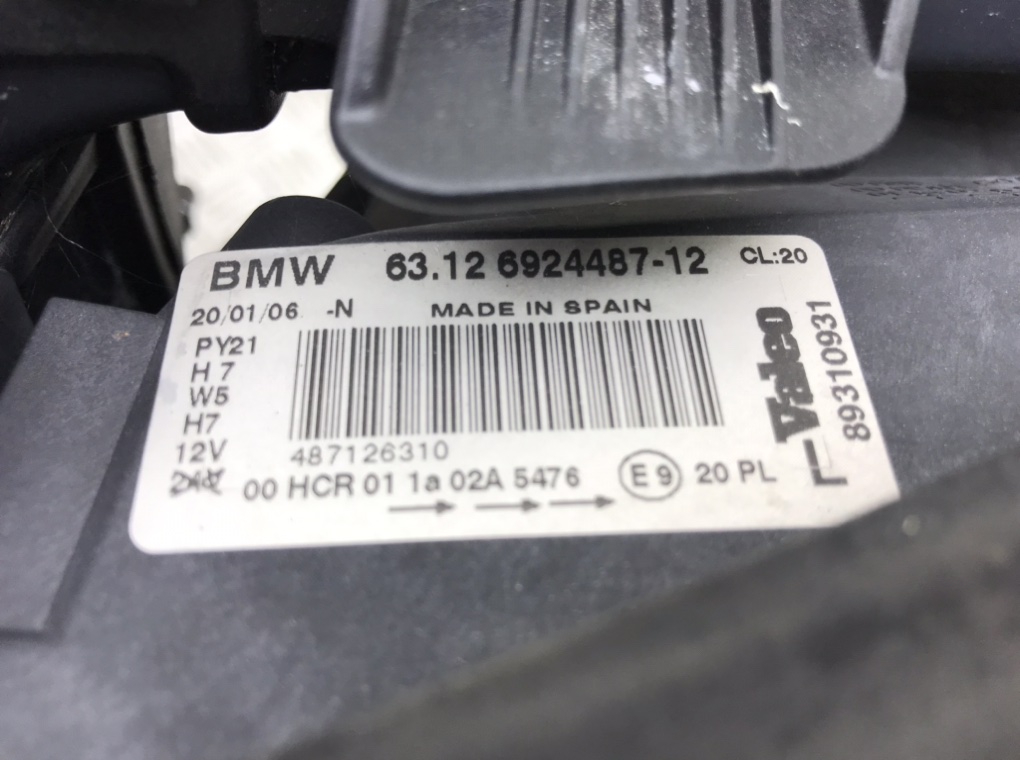 BMW 63.12 6924487-12 CL:20
20/01/06 -N MADE IN SPAIN
PY21
H 7
W5
H7
12V
487126310
00 HCR 01 1a 02A 5476 E 9 20 PL
L Valeo
89310931